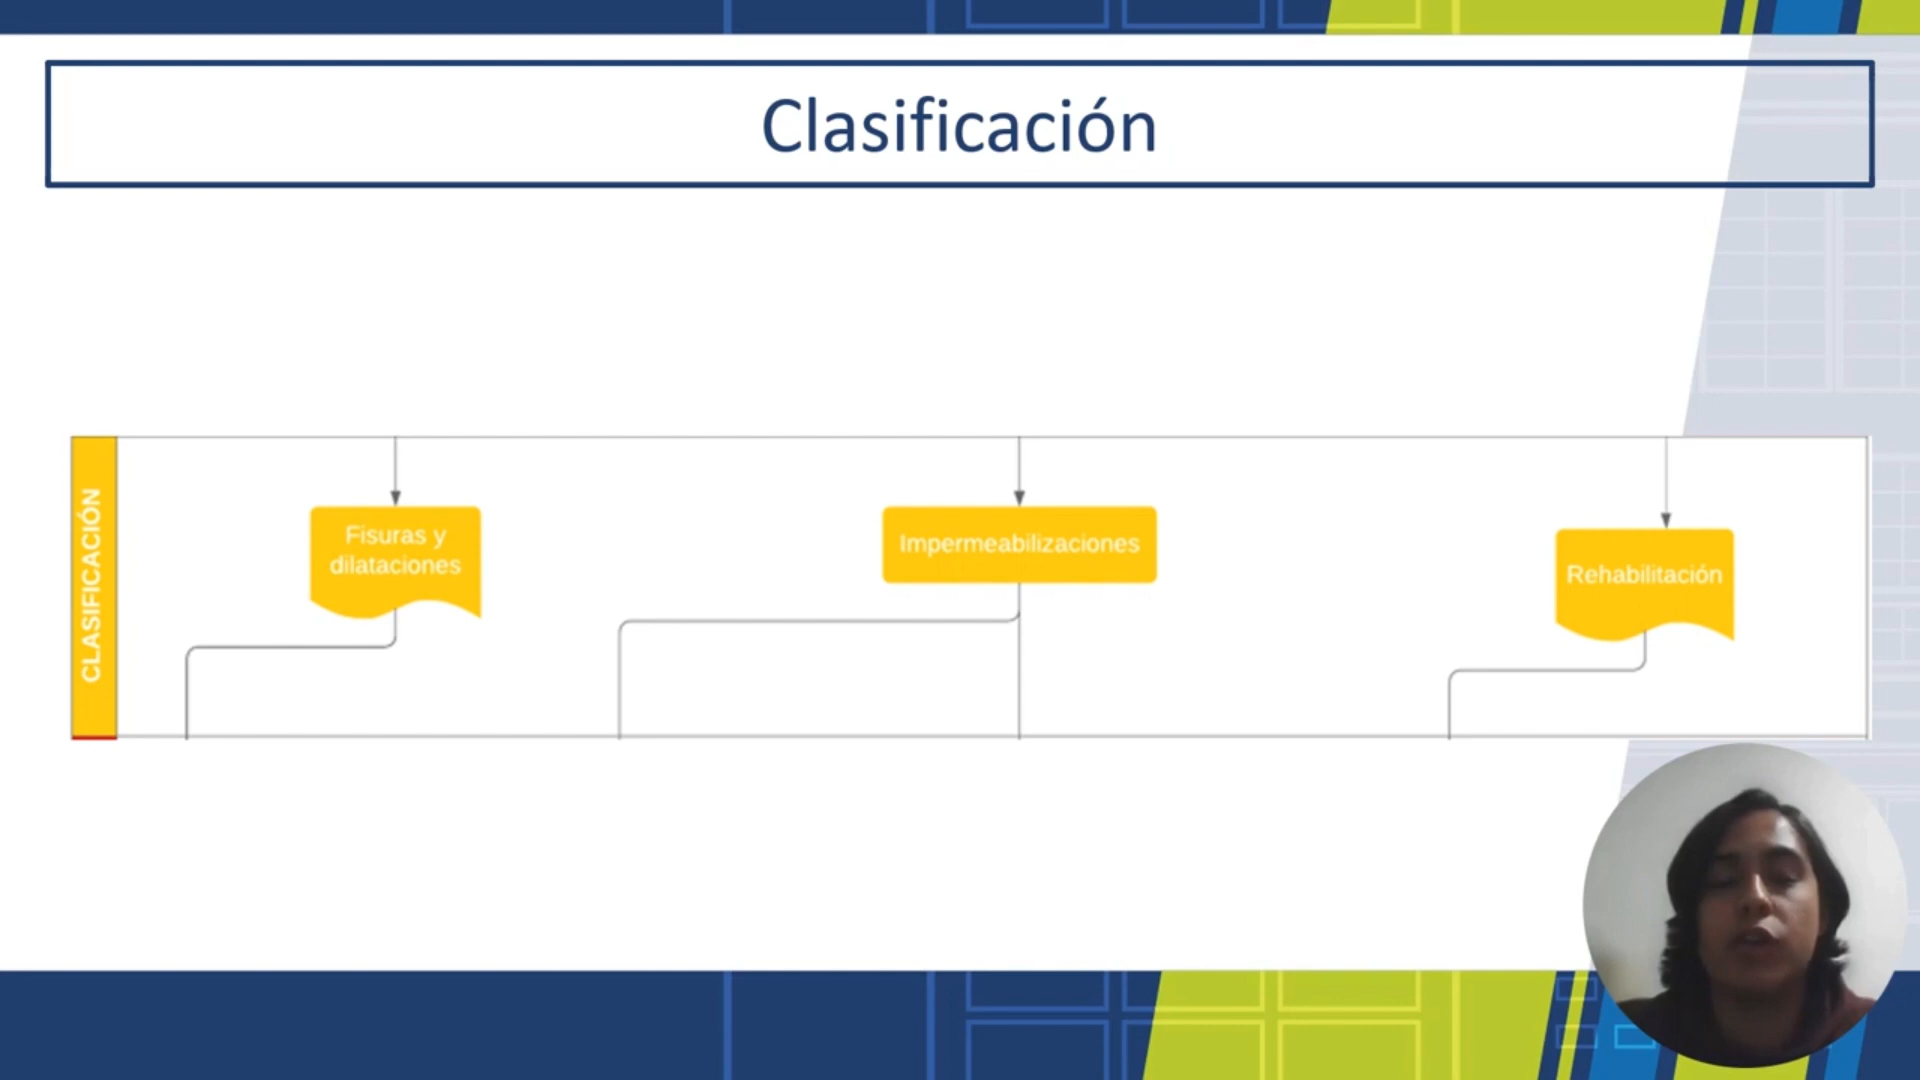 Clasificación
CLASIFICACIÓN
Fisuras y
dilataciones
Impermeabilizaciones
Rehabilitación